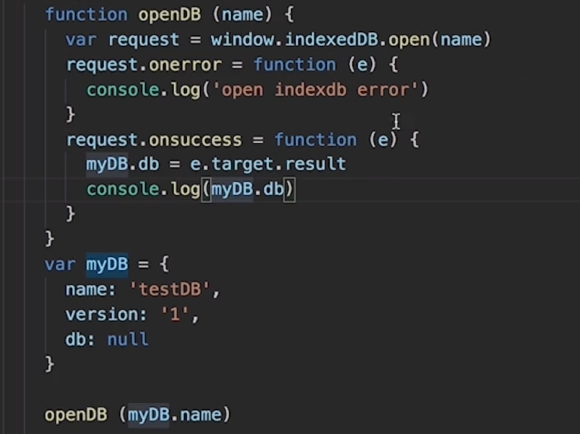 function openDB (name) {
var request = window.indexedDB.open(name)
request.onerror = function (e) {
console.log('open indexdb error')
}
request.onsuccess = function (e) {
myDB.db = e.target.result
console.log(myDB.db)
}
}
var myDB = {
name: 'testDB',
version: '1',
db: null
}
openDB (myDB.name)